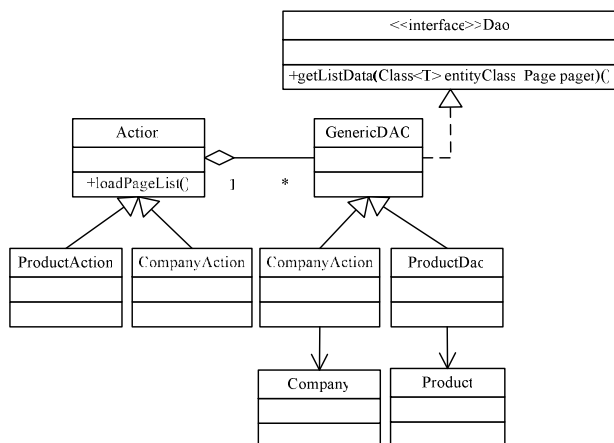 <<interface>>Dao
+getListData(Class<T> entityClass Page pager)()
Action
GenericDAO
+loadPageList()
1
*
ProductAction
CompanyAction
CompanyAction
ProductDao
Company
Product